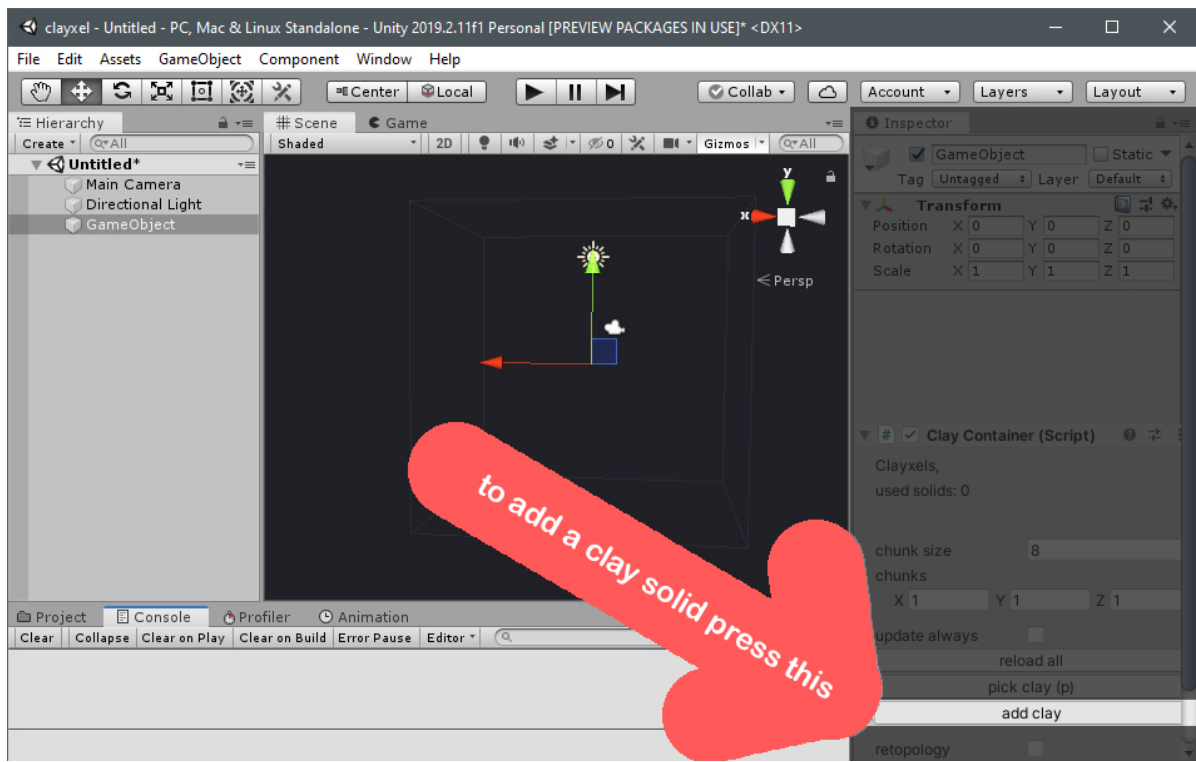 clayxel - Untitled - PC, Mac & Linux Standalone - Unity 2019.2.11f1 Personal [PREVIEW PACKAGES IN USE]* <DX11>
File Edit Assets GameObject Component Window Help
Center Local Collab Account Layers Layout
Hierarchy
Create All
Untitled*
Main Camera
Directional Light
GameObject
Scene Game
Shaded 2D 0 Gizmos All
y
x
Persp
Inspector
GameObject Static
Tag Untagged Layer Default
Transform
Position X 0 Y 0 Z 0
Rotation X 0 Y 0 Z 0
Scale X 1 Y 1 Z 1
Clay Container (Script)
Clayxels,
used solids: 0
chunk size 8
chunks
X 1 Y 1 Z 1
update always
reload all
pick clay (p)
add clay
.retopology
to add a clay solid press this
Project Console Profiler Animation
Clear Collapse Clear on Play Clear on Build Error Pause Editor